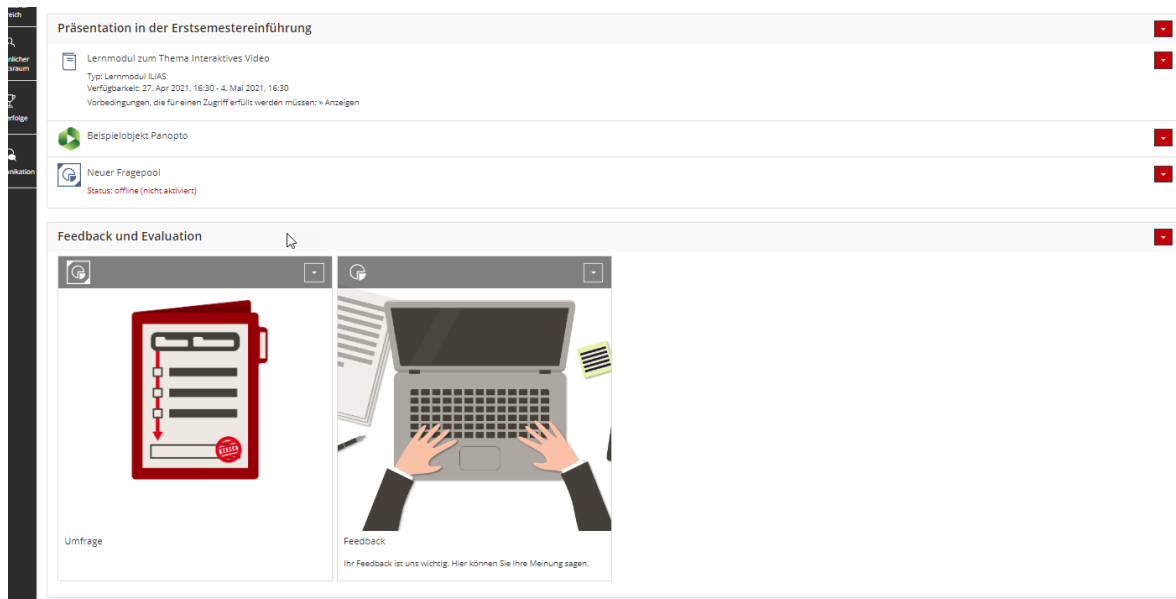 reich
Präsentation in der Erstsemestereinführung
Lernmodul zum Thema Interaktives Video
nlicher
tsraum
Typ: Lernmodul ILIAS
Verfügbarkeit: 27. Apr 2021, 16:30 - 4. Mai 2021, 16:30
Vorbedingungen, die für einen Zugriff erfüllt werden müssen: » Anzeigen
erfolge
Beispielobjekt Panopto
unikation
Neuer Fragepool
Status: offline (nicht aktiviert)
Feedback und Evaluation
Umfrage
Feedback
Ihr Feedback ist uns wichtig. Hier können Sie Ihre Meinung sagen.